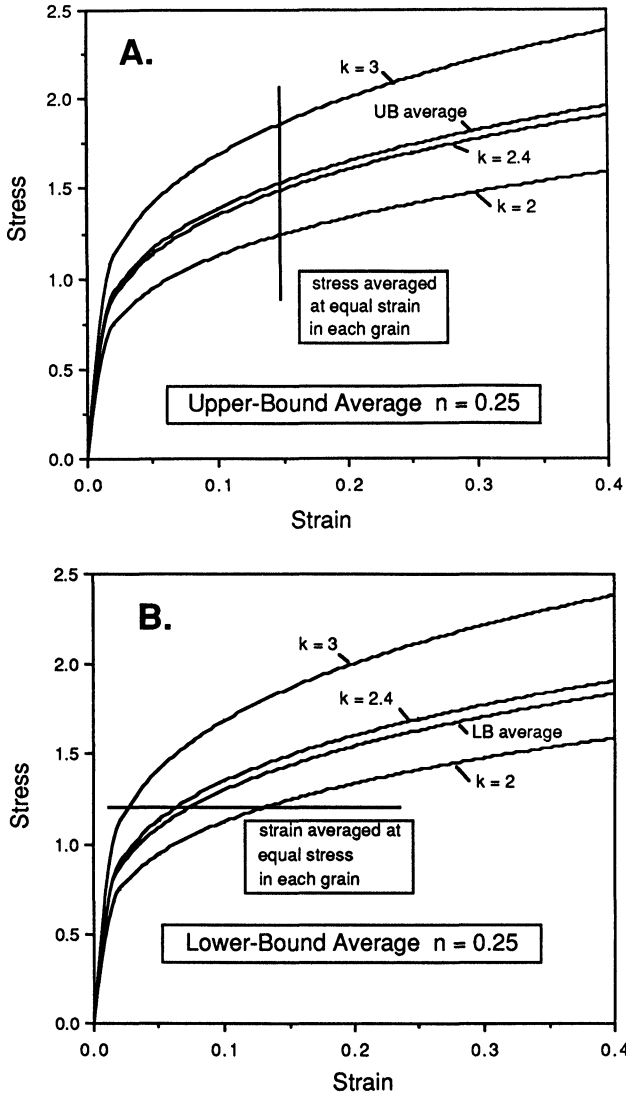 2.5
A.
k = 3
2.0
UB average
k = 2.4
1.5
k = 2
Stress
1.0
stress averaged
at equal strain
in each grain
0.5
Upper-Bound Average n = 0.25
0.0
0.0 0.1 0.2 0.3 0.4
Strain
2.5
B.
k = 3
2.0
k = 2.4
LB average
1.5
k = 2
Stress
strain averaged at
equal stress
in each grain
1.0
0.5
Lower-Bound Average n = 0.25
0.0
0.0 0.1 0.2 0.3 0.4
Strain